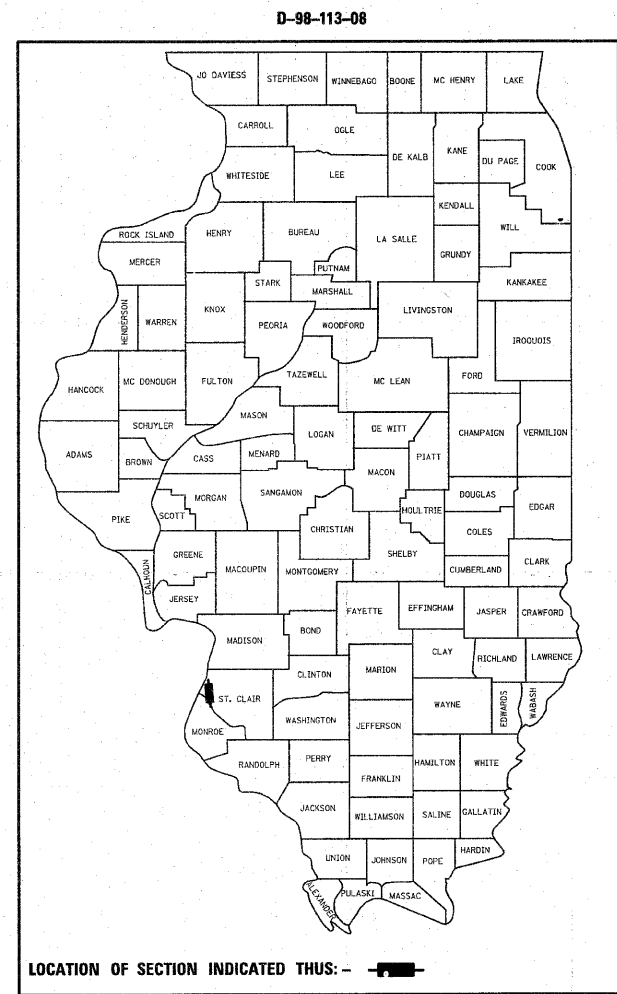 D-98-113-08
JO DAVIESS STEPHENSON WINNEBAGO BOONE MC HENRY LAKE
CARROLL OGLE
DE KALB KANE DU PAGE COOK
WHITESIDE LEE
KENDALL
ROCK ISLAND HENRY BUREAU LA SALLE WILL
GRUNDY
MERCER PUTNAM
STARK KANKAKEE
MARSHALL
HENDERSON WARREN KNOX PEORIA WOODFORD LIVINGSTON
IROQUOIS
HANCOCK MC DONOUGH FULTON TAZEWELL MC LEAN FORD
MASON
SCHUYLER LOGAN DE WITT CHAMPAIGN VERMILION
ADAMS BROWN CASS MENARD PIATT
MACON
MORGAN SANGAMON DOUGLAS
PIKE SCOTT MOULTRIE EDGAR
CHRISTIAN COLES
GREENE MACOUPIN SHELBY
CALHOUN MONTGOMERY CUMBERLAND CLARK
JERSEY FAYETTE EFFINGHAM JASPER CRAWFORD
MADISON BOND
CLAY RICHLAND LAWRENCE
CLINTON MARION
ST. CLAIR WAYNE EDWARDS WABASH
WASHINGTON JEFFERSON
MONROE
RANDOLPH PERRY HAMILTON WHITE
FRANKLIN
JACKSON WILLIAMSON SALINE GALLATIN
HARDIN
UNION JOHNSON POPE
ALEXANDER PULASKI MASSAC
LOCATION OF SECTION INDICATED THUS: -